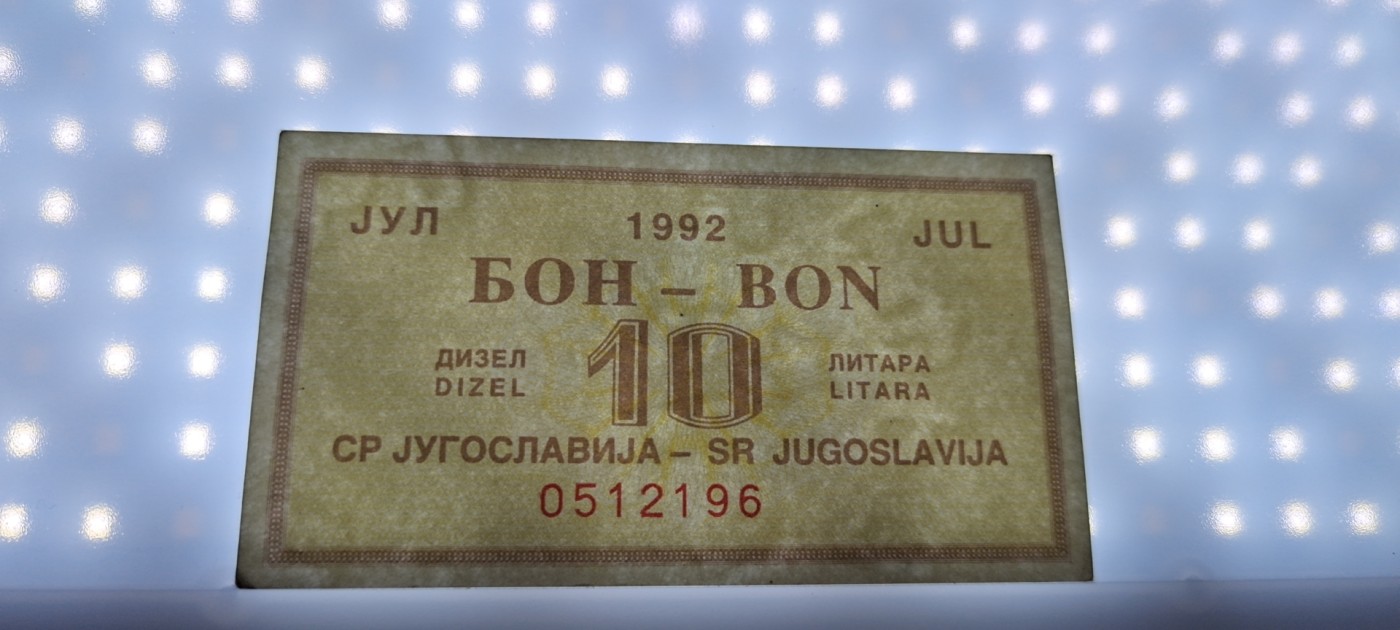 ЈУЛ 1992 JUL
БОН – BON
ДИЗЕЛ 10 ЛИТАРА
DIZEL LITARA
СР ЈУГОСЛАВИЈА – SR JUGOSLAVIJA
0512196